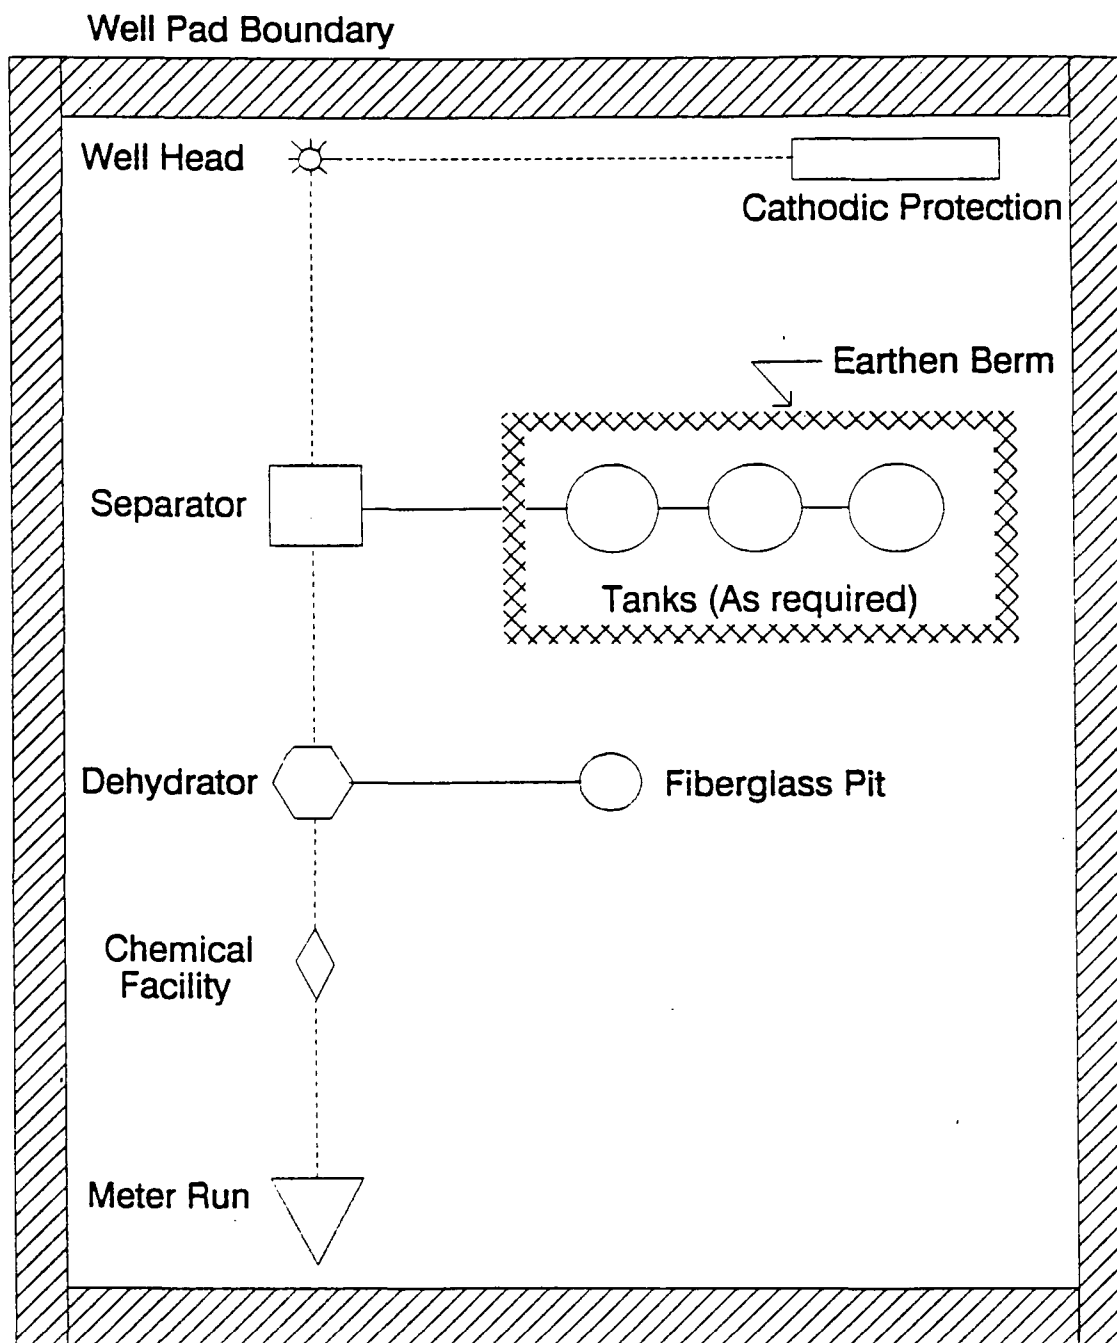 Well Pad Boundary
Well Head
Cathodic Protection
Earthen Berm
Separator
Tanks (As required)
Dehydrator
Fiberglass Pit
Chemical
Facility
Meter Run